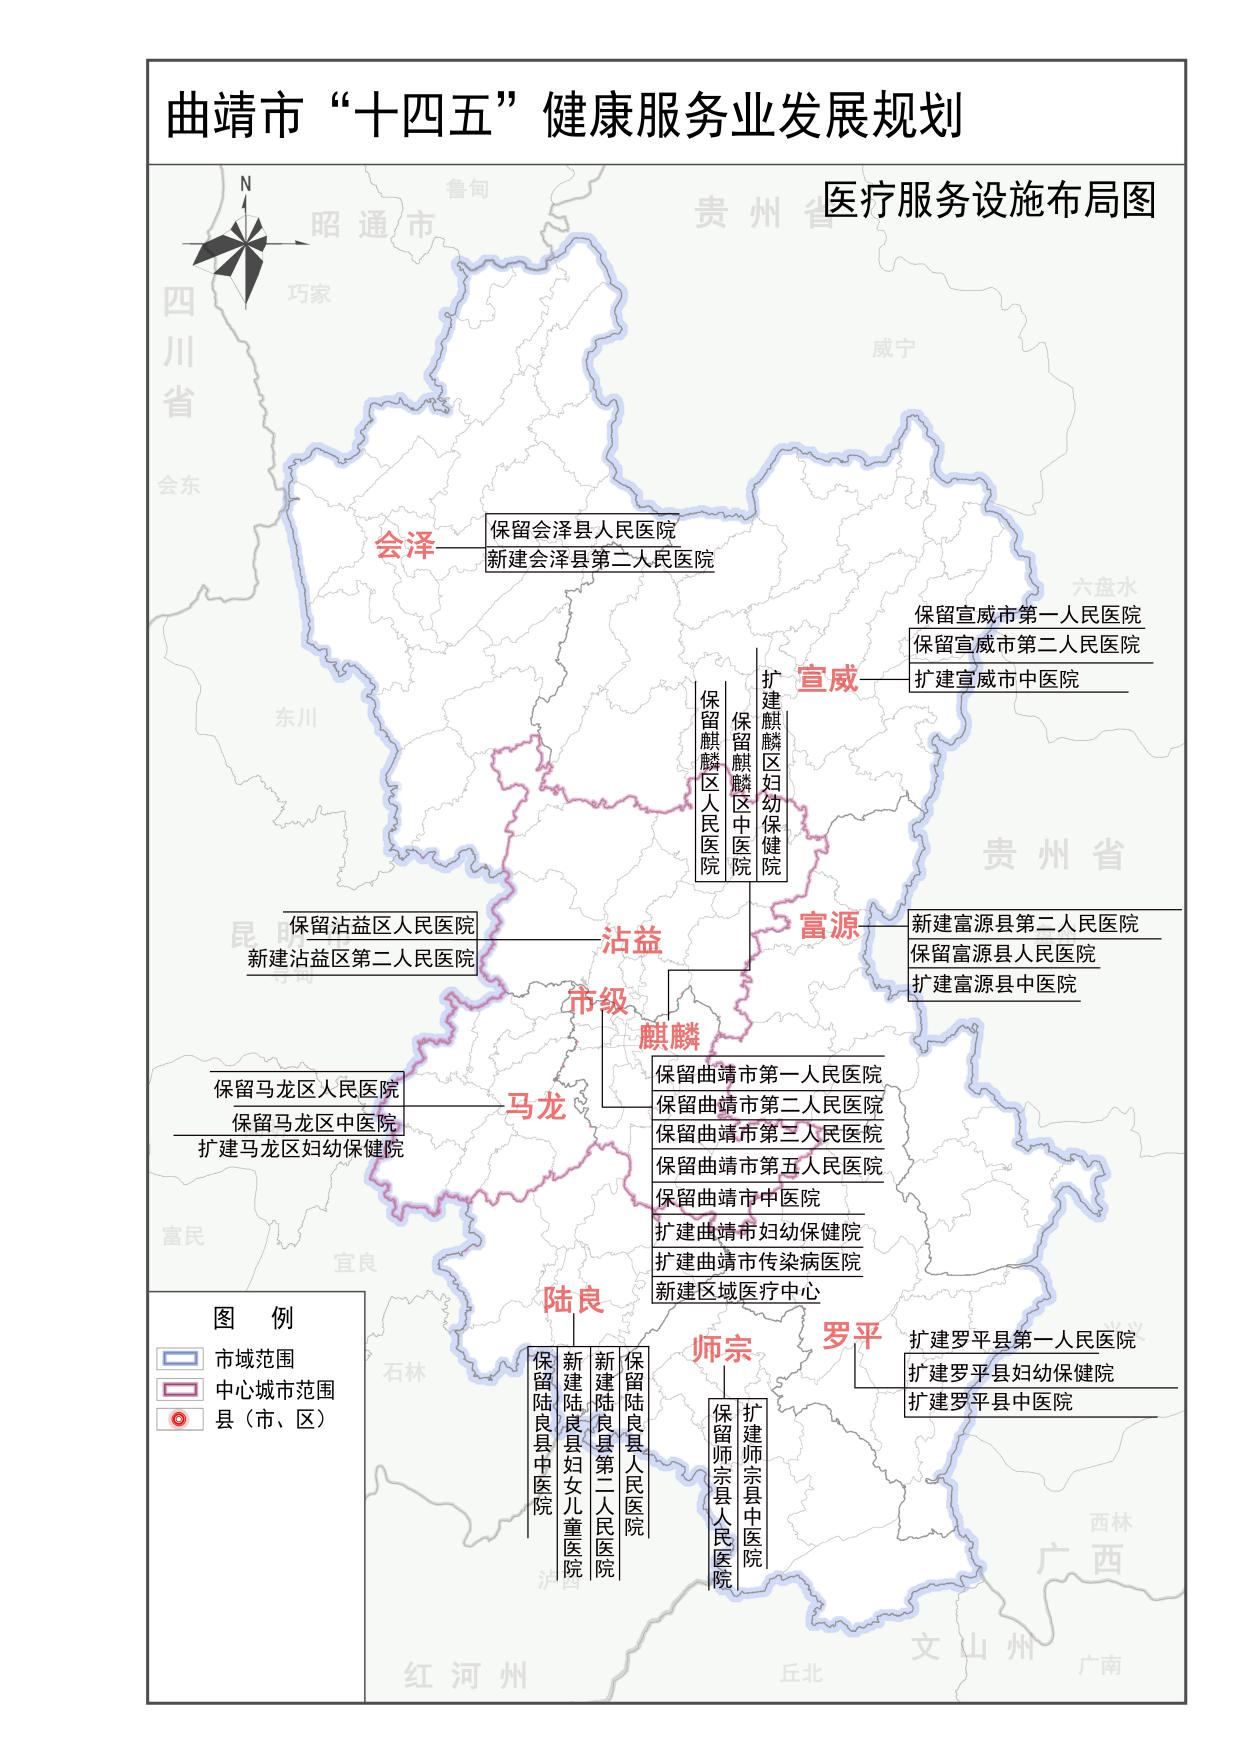 曲靖市“十四五”健康服务业发展规划
医疗服务设施布局图
N
鲁甸
昭通市
贵州省
四川省
巧家
威宁
会东
会泽
保留会泽县人民医院
新建会泽县第二人民医院
六盘水
宣威
保留宣威市第一人民医院
保留宣威市第二人民医院
扩建宣威市中医院
东川
保留麒麟区人民医院
保留麒麟区中医院
扩建麒麟区妇幼保健院
贵州省
昆明市
寻甸
保留沾益区人民医院
新建沾益区第二人民医院
沾益
富源
新建富源县第二人民医院
保留富源县人民医院
扩建富源县中医院
市级
麒麟
保留马龙区人民医院
保留马龙区中医院
扩建马龙区妇幼保健院
马龙
保留曲靖市第一人民医院
保留曲靖市第二人民医院
保留曲靖市第三人民医院
保留曲靖市第五人民医院
保留曲靖市中医院
扩建曲靖市妇幼保健院
扩建曲靖市传染病医院
新建区域医疗中心
富民
宜良
陆良
保留陆良县中医院
新建陆良县妇女儿童医院
新建陆良县第二人民医院
保留陆良县人民医院
师宗
保留师宗县人民医院
扩建师宗县中医院
罗平
兴义
扩建罗平县第一人民医院
扩建罗平县妇幼保健院
扩建罗平县中医院
图例
市域范围
中心城市范围
县（市、区）
石林
泸西
西林
广西
文山州
红河州
丘北
广南